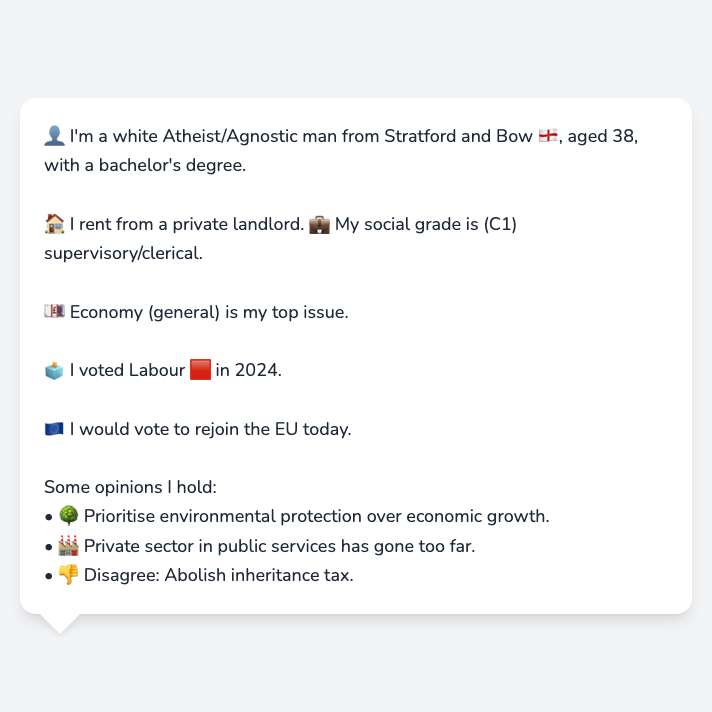 👤 I'm a white Atheist/Agnostic man from Stratford and Bow 🏴󠁧󠁢󠁥󠁮󠁧󠁿, aged 38,
with a bachelor's degree.
🏠 I rent from a private landlord. 💼 My social grade is (C1)
supervisory/clerical.
💷 Economy (general) is my top issue.
🗳️ I voted Labour 🟥 in 2024.
🇪🇺 I would vote to rejoin the EU today.
Some opinions I hold:
• 🌳 Prioritise environmental protection over economic growth.
• 🏭 Private sector in public services has gone too far.
• 👎 Disagree: Abolish inheritance tax.